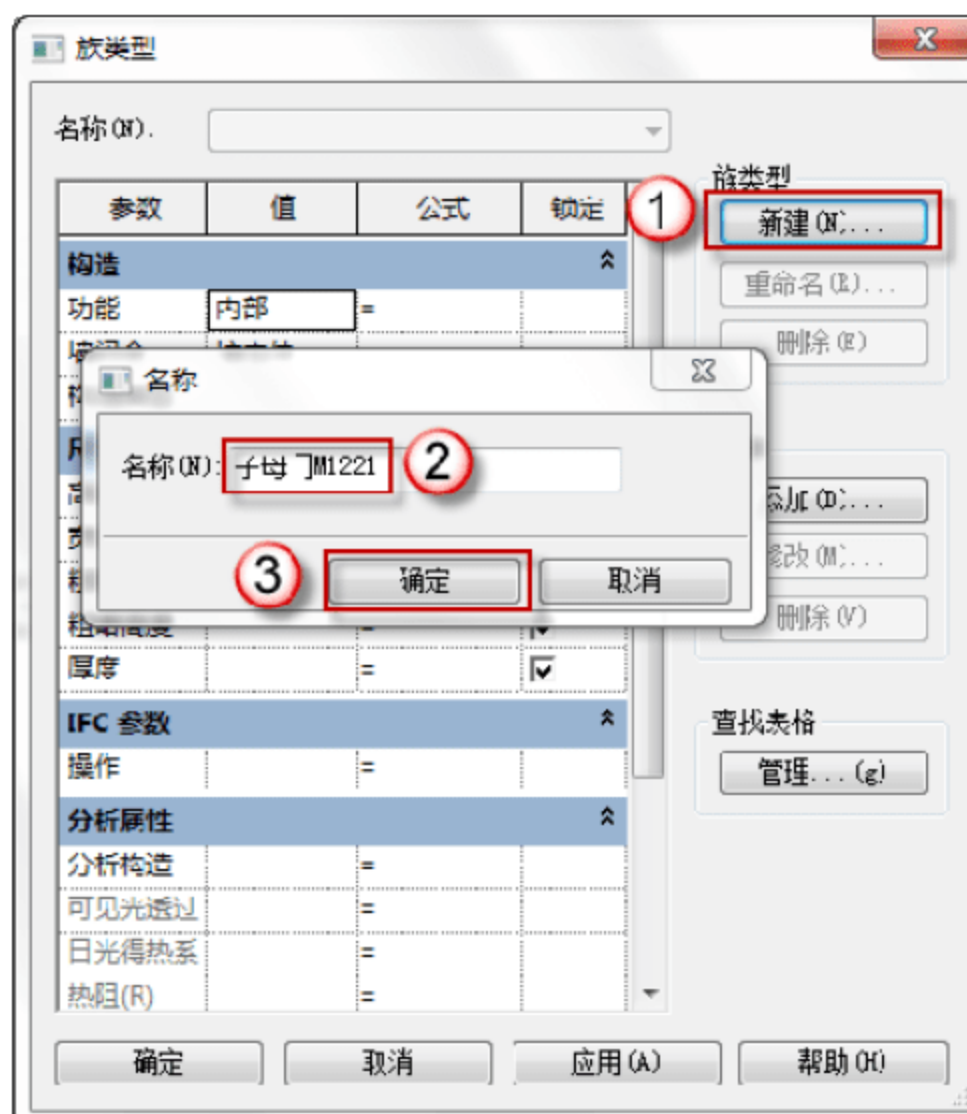 族类型
名称(N).
族类型
参数 值 公式 锁定
1
新建(N)...
构造
重命名(R)...
功能 内部 =
删除(E)
名称
名称(N): 子母门M1221
2
添加(D)...
修改(M)...
3
确定 取消
删除(V)
粗略高度 =
厚度 =
IFC 参数
查找表格
操作 =
管理...(g)
分析属性
分析构造 =
可见光透过 =
日光得热系 =
热阻(R) =
确定 取消 应用(A) 帮助(H)